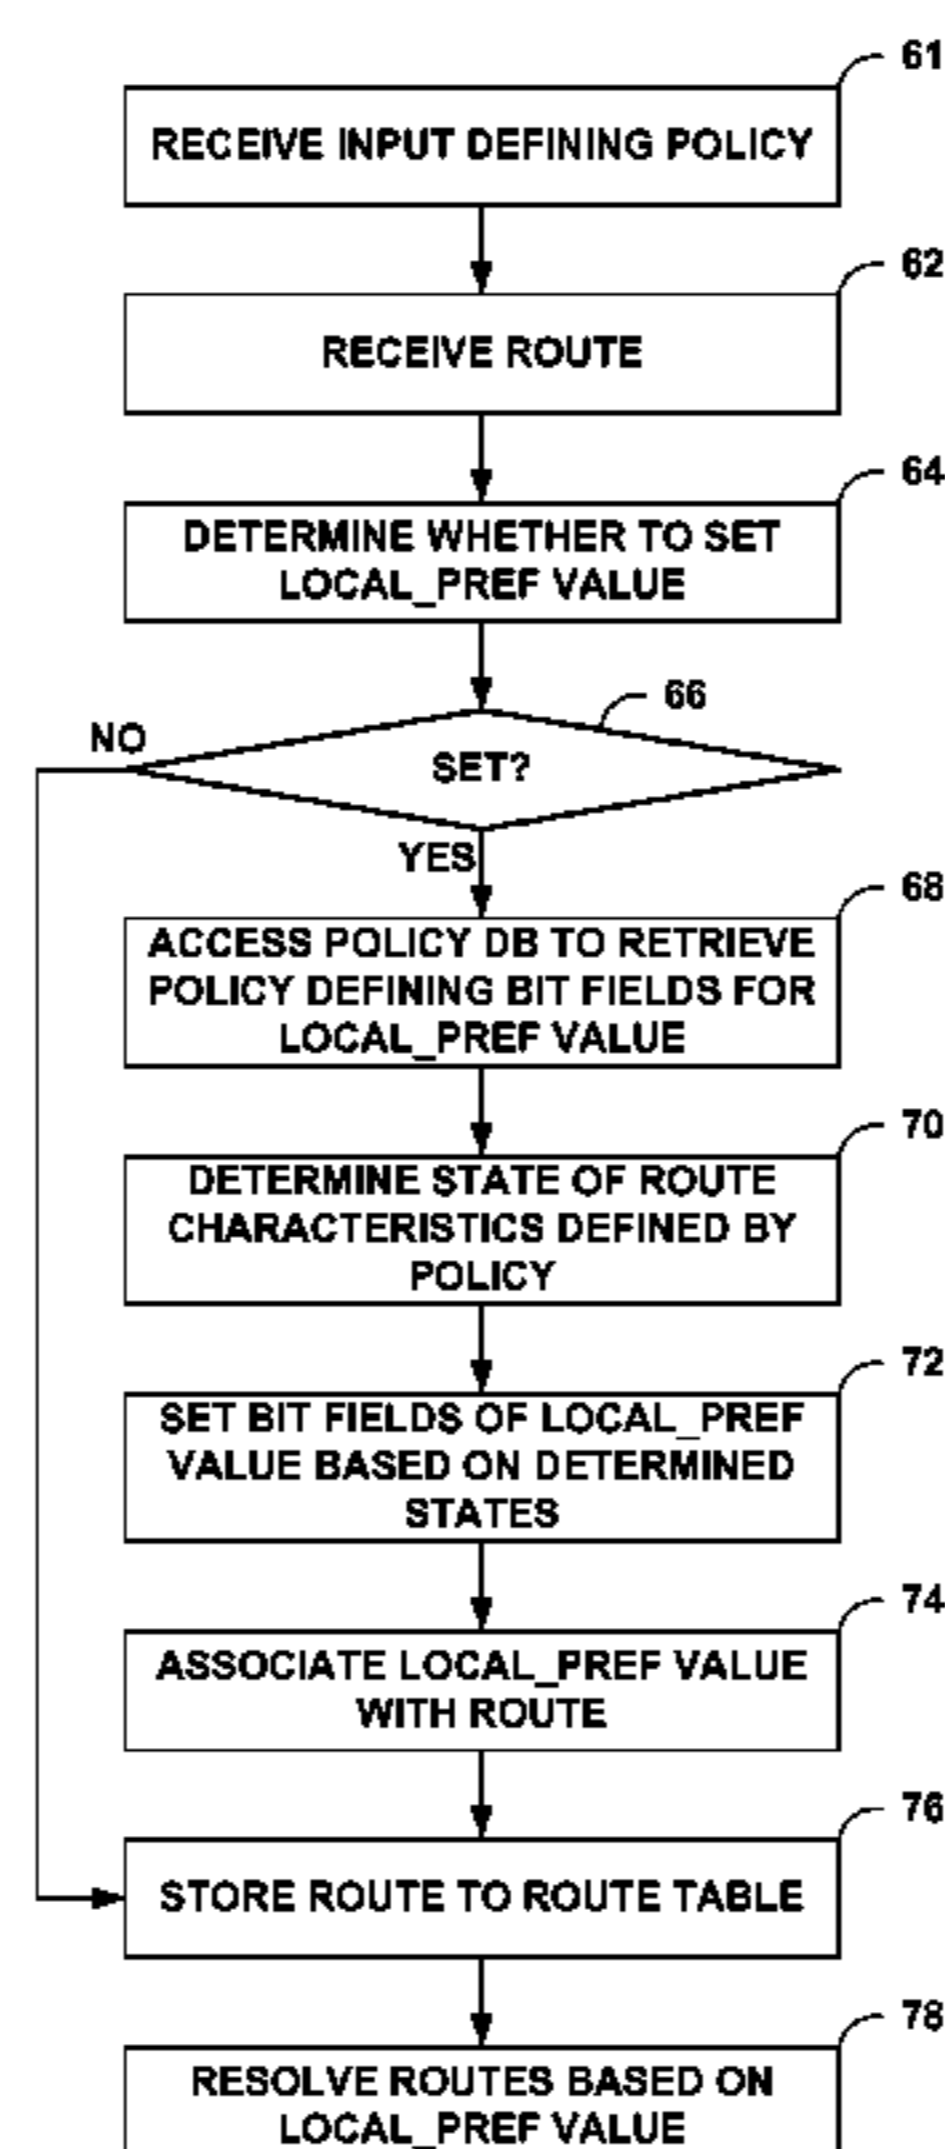 61
RECEIVE INPUT DEFINING POLICY
62
RECEIVE ROUTE
64
DETERMINE WHETHER TO SET
LOCAL_PREF VALUE
66
NO
SET?
YES
68
ACCESS POLICY DB TO RETRIEVE
POLICY DEFINING BIT FIELDS FOR
LOCAL_PREF VALUE
70
DETERMINE STATE OF ROUTE
CHARACTERISTICS DEFINED BY
POLICY
72
SET BIT FIELDS OF LOCAL_PREF
VALUE BASED ON DETERMINED
STATES
74
ASSOCIATE LOCAL_PREF VALUE
WITH ROUTE
76
STORE ROUTE TO ROUTE TABLE
78
RESOLVE ROUTES BASED ON
LOCAL_PREF VALUE